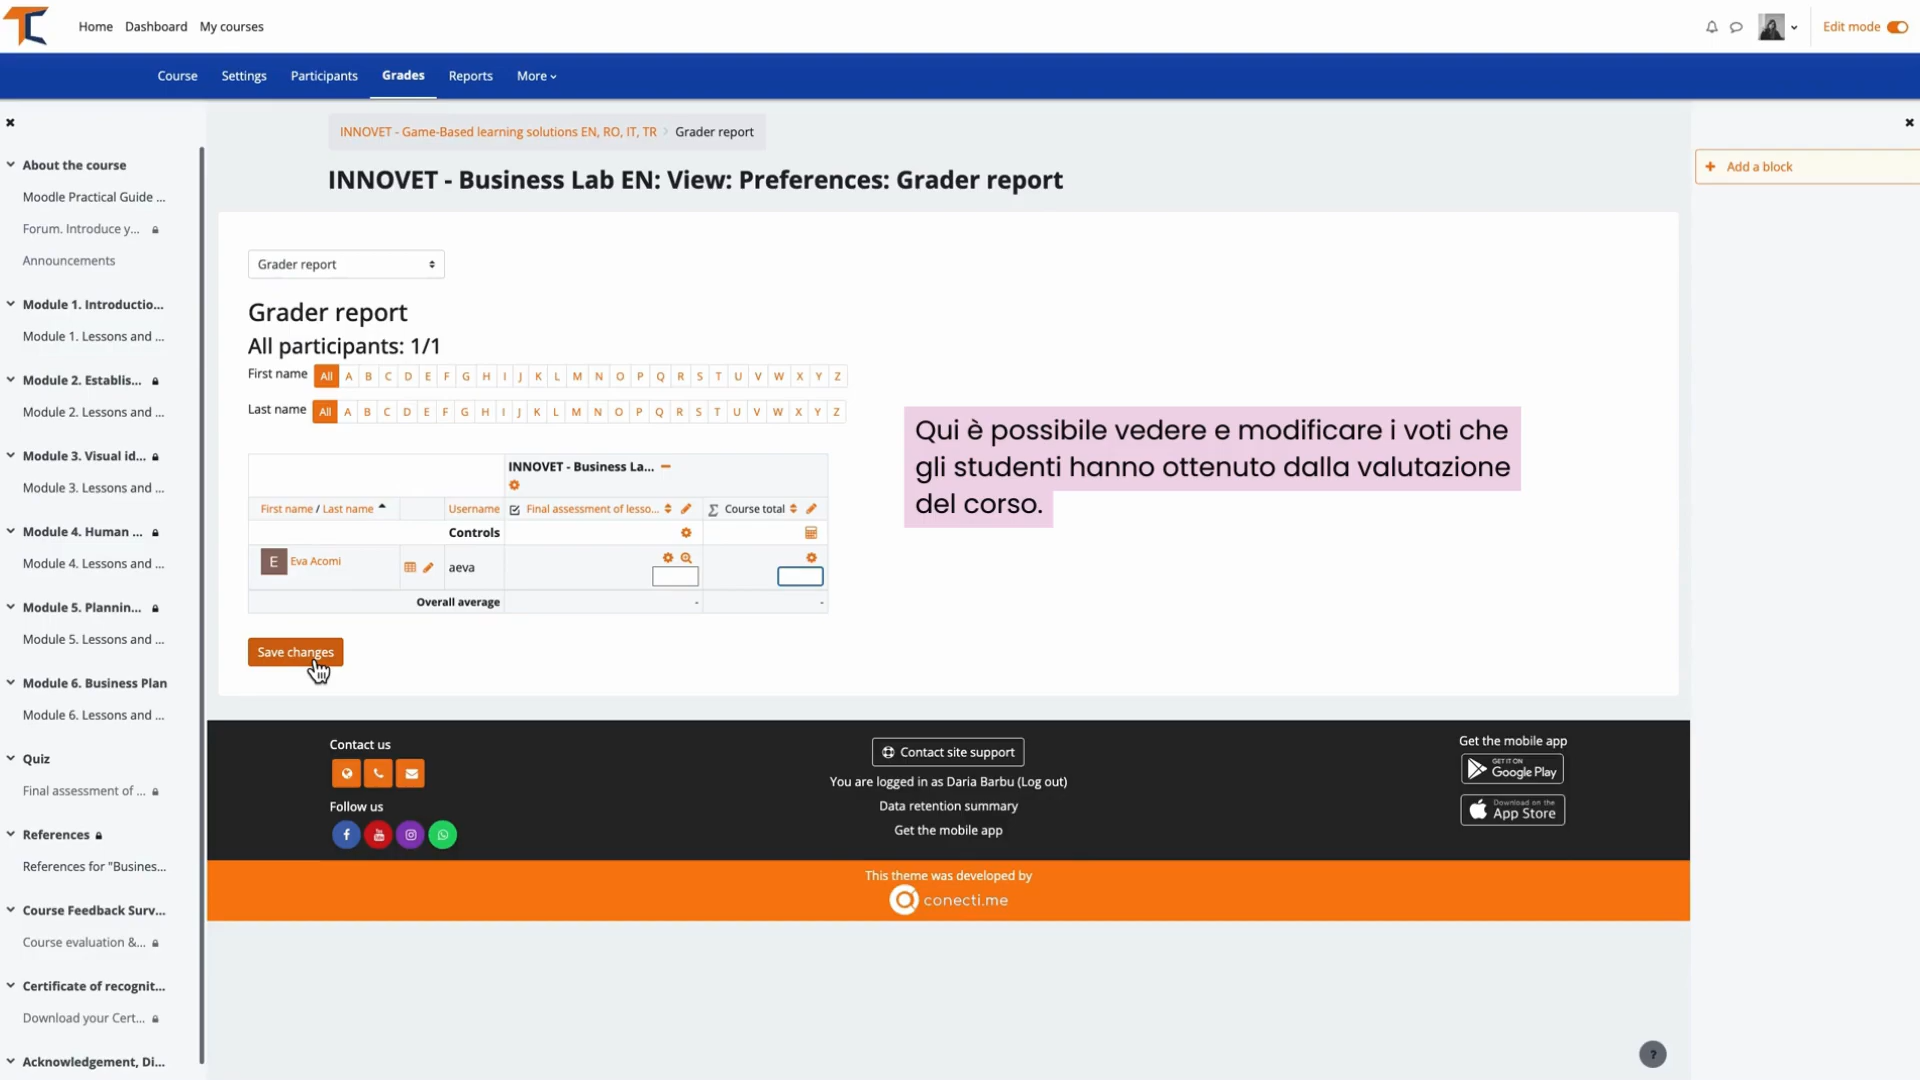 Home Dashboard My courses
Edit mode
Course Settings Participants Grades Reports More
About the course
Moodle Practical Guide ...
Forum. Introduce y...
Announcements
Module 1. Introductio...
Module 1. Lessons and ...
Module 2. Establis...
Module 2. Lessons and ...
Module 3. Visual id...
Module 3. Lessons and ...
Module 4. Human ...
Module 4. Lessons and ...
Module 5. Plannin...
Module 5. Lessons and ...
Module 6. Business Plan
Module 6. Lessons and ...
Quiz
Final assessment of ...
References
References for "Busines...
Course Feedback Surv...
Course evaluation &...
Certificate of recognit...
Download your Cert...
Acknowledgement, Di...
INNOVET - Game-Based learning solutions EN, RO, IT, TR > Grader report
INNOVET - Business Lab EN: View: Preferences: Grader report
Grader report
Grader report
All participants: 1/1
First name All A B C D E F G H I J K L M N O P Q R S T U V W X Y Z
Last name All A B C D E F G H I J K L M N O P Q R S T U V W X Y Z
INNOVET - Business La...
First name / Last name Username Final assessment of lesso... Σ Course total
Controls
E Eva Acomi aeva
Overall average - -
Save changes
Qui è possibile vedere e modificare i voti che
gli studenti hanno ottenuto dalla valutazione
del corso.
+ Add a block
Contact us
Follow us
Contact site support
You are logged in as Daria Barbu (Log out)
Data retention summary
Get the mobile app
Get the mobile app
GET IT ON
Google Play
Download on the
App Store
This theme was developed by
conecti.me
?